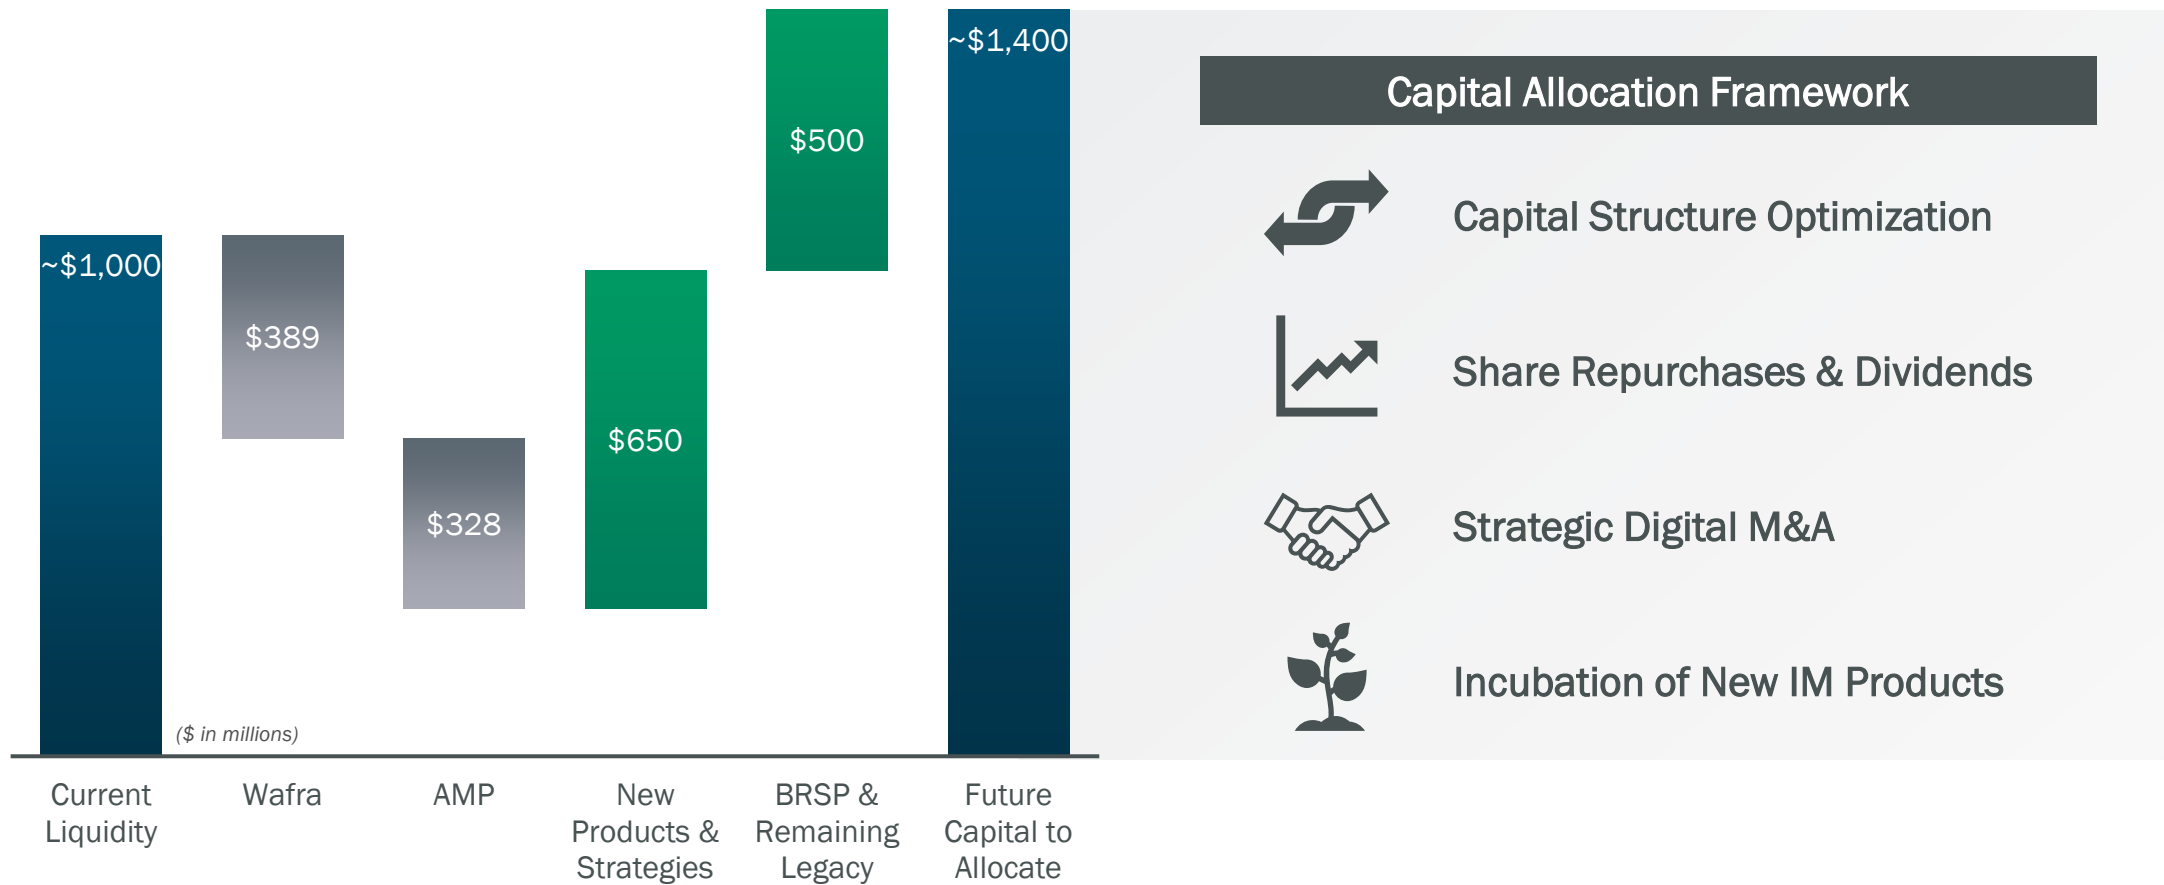 ~$1,000
$389
$328
$650
$500
~$1,400
($ in millions)
Current
Liquidity
Wafra
AMP
New
Products &
Strategies
BRSP &
Remaining
Legacy
Future
Capital to
Allocate
Capital Allocation Framework
Capital Structure Optimization
Share Repurchases & Dividends
Strategic Digital M&A
Incubation of New IM Products